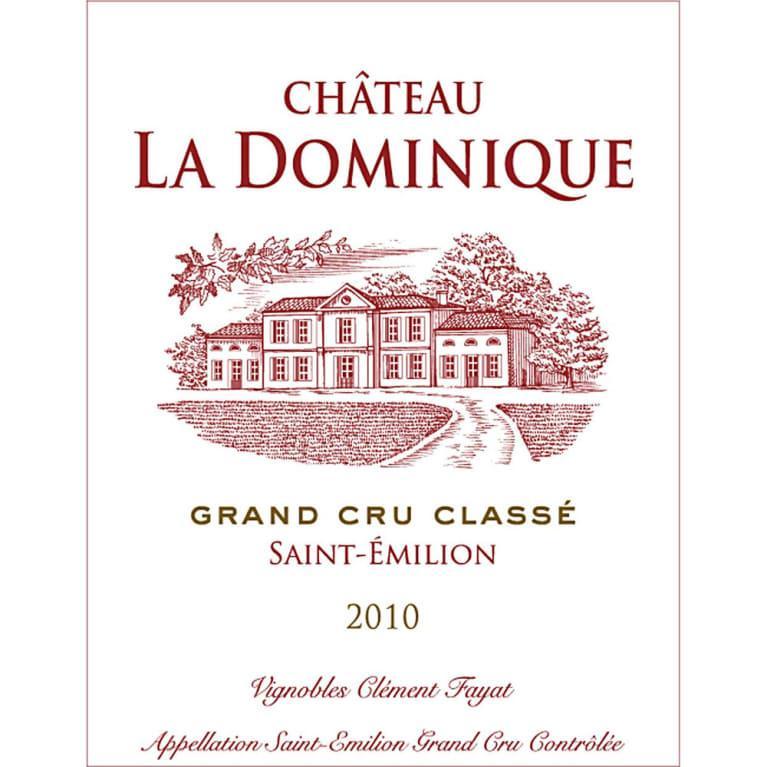 CHÂTEAU
LA DOMINIQUE
GRAND CRU CLASSÉ
SAINT-ÉMILION
2010
Vignobles Clément Fayat
Appellation Saint-Emilion Grand Cru Contrôlée